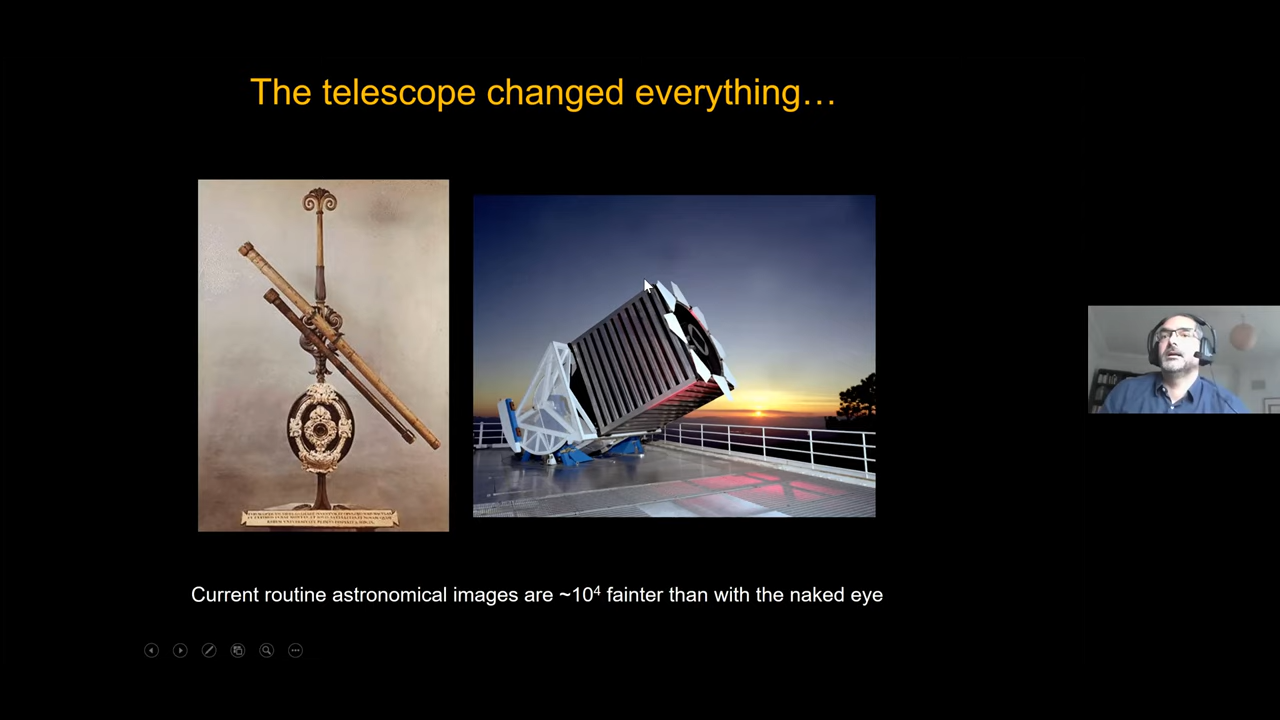 The telescope changed everything…
Current routine astronomical images are ~10⁴ fainter than with the naked eye